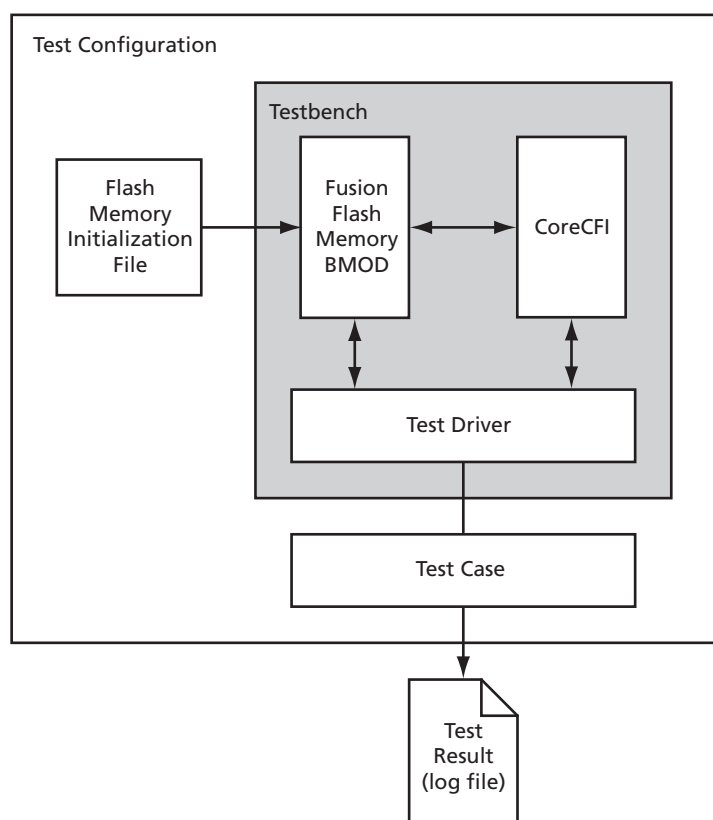 Test Configuration
Testbench
Flash
Memory
Initialization
File
Fusion
Flash
Memory
BMOD
CoreCFI
Test Driver
Test Case
Test
Result
(log file)